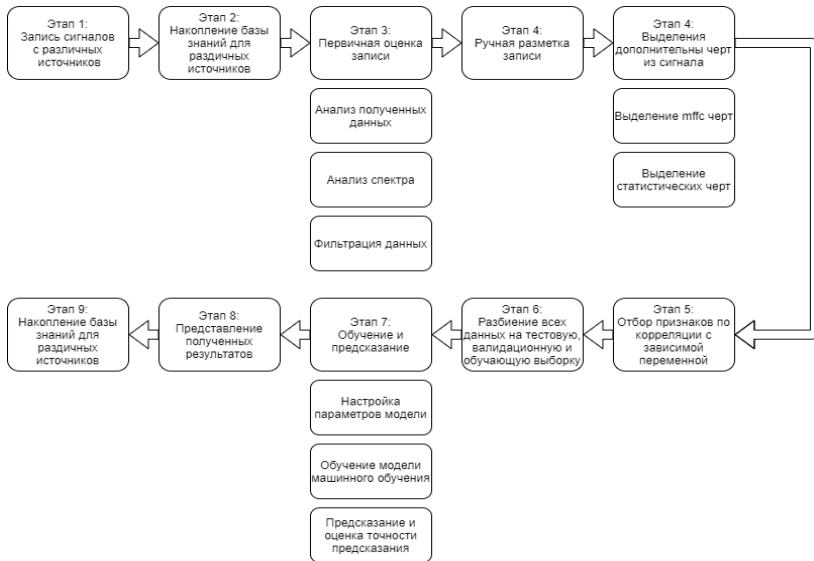 Этап 1:
Запись сигналов
с различных
источников
Этап 2:
Накопление базы
знаний для
раздичных
источников
Этап 3:
Первичная оценка
записи
Анализ полученных
данных
Анализ спектра
Фильтрация данных
Этап 4:
Ручная разметка
записи
Этап 4:
Выделения
дополнительны черт
из сигнала
Выделение mffc черт
Выделение
статистических черт
Этап 5:
Отбор признаков по
корреляции с
зависимой
переменной
Этап 6:
Разбиение всех
данных на тестовую,
валидационную и
обучающую выборку
Этап 7:
Обучение и
предсказание
Настройка
параметров модели
Обучение модели
машинного обучения
Предсказание и
оценка точности
предсказания
Этап 8:
Представление
полученных
результатов
Этап 9:
Накопление базы
знаний для
раздичных
источников